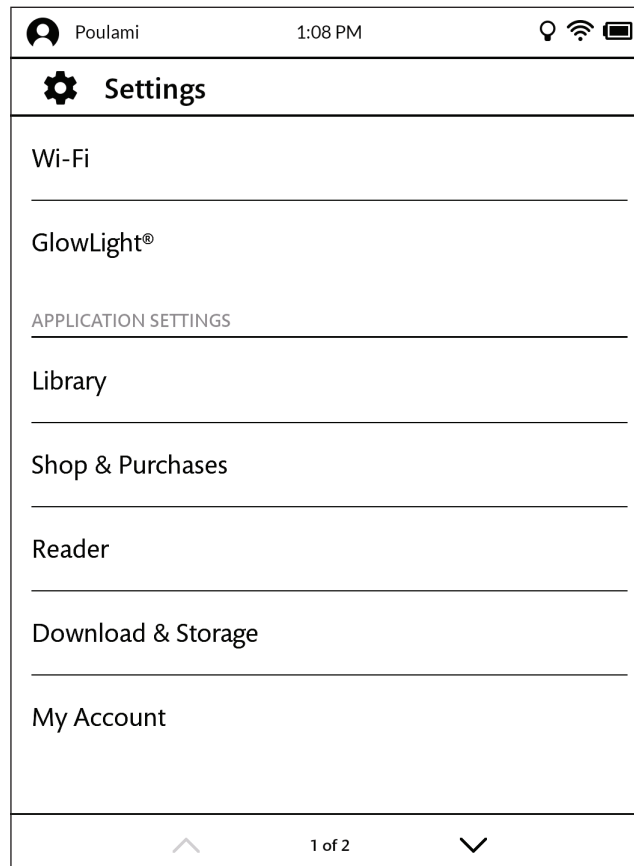 Poulami 1:08 PM
Settings
Wi-Fi
GlowLight®
APPLICATION SETTINGS
Library
Shop & Purchases
Reader
Download & Storage
My Account
1 of 2